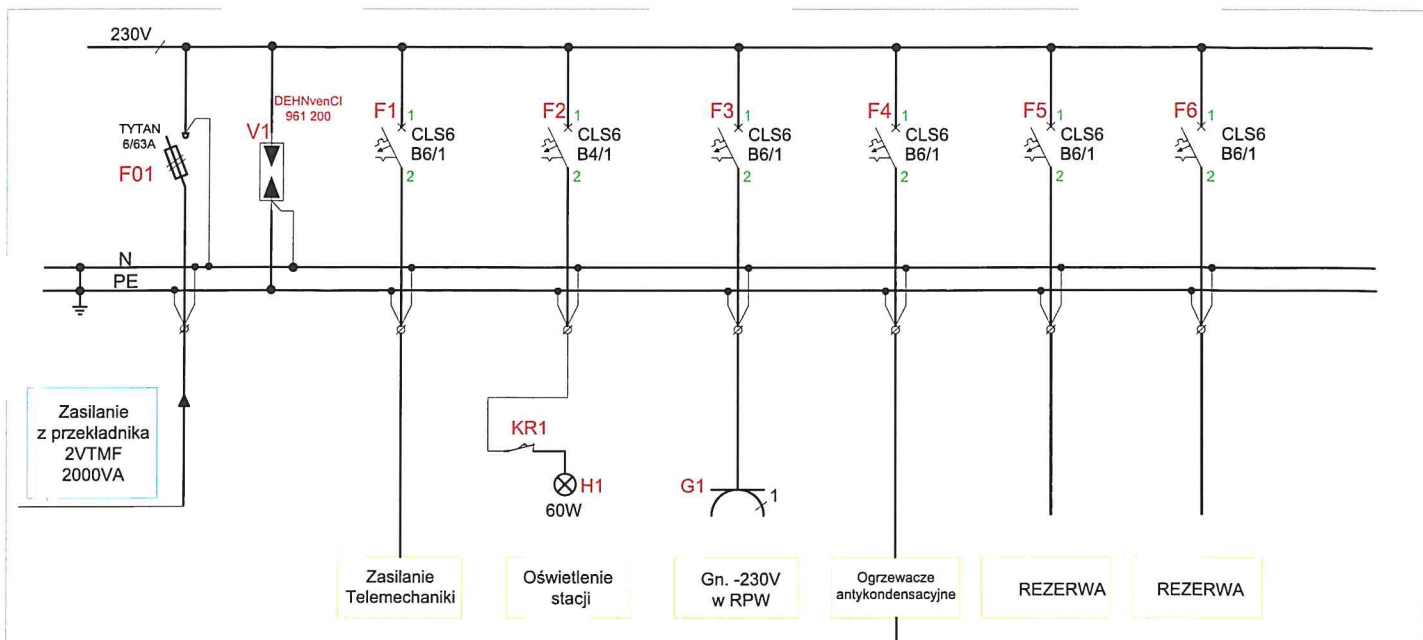 230V
DEHNvenCI
961 200
TYTAN
6/63A
F01
V1
F1
1
CLS6
B6/1
2
F2
1
CLS6
B4/1
2
F3
1
CLS6
B6/1
2
F4
1
CLS6
B6/1
2
F5
1
CLS6
B6/1
2
F6
1
CLS6
B6/1
2
N
PE
Zasilanie
z przekładnika
2VTMF
2000VA
KR1
H1
60W
G1
1
Zasilanie
Telemechaniki
Oświetlenie
stacji
Gn. -230V
w RPW
Ogrzewacze
antykondensacyjne
REZERWA
REZERWA